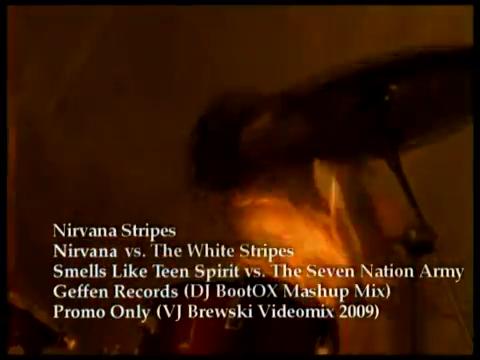 Nirvana Stripes
Nirvana vs. The White Stripes
Smells Like Teen Spirit vs. The Seven Nation Army
Geffen Records (DJ BootOX Mashup Mix)
Promo Only (VJ Brewski Videomix 2009)